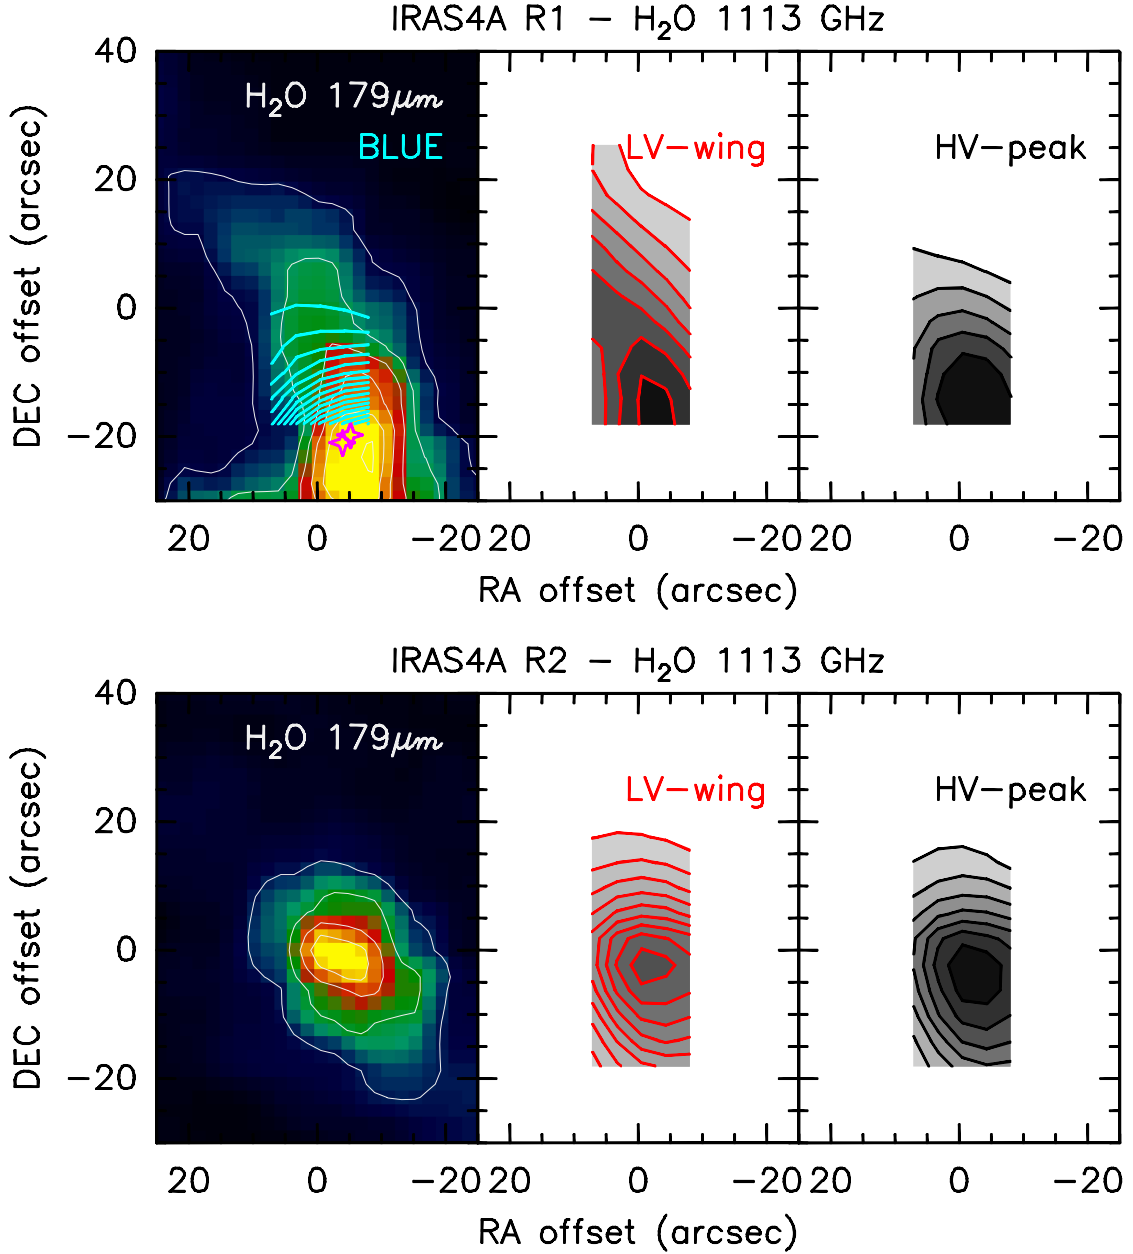 IRAS4A R1 − H₂O 1113 GHz
H₂O 179μm
BLUE
LV−wing
HV−peak
40
20
0
−20
DEC offset (arcsec)
20 0 −20 20 0 −20 20 0 −20
RA offset (arcsec)
IRAS4A R2 − H₂O 1113 GHz
H₂O 179μm
LV−wing
HV−peak
40
20
0
−20
DEC offset (arcsec)
20 0 −20 20 0 −20 20 0 −20
RA offset (arcsec)